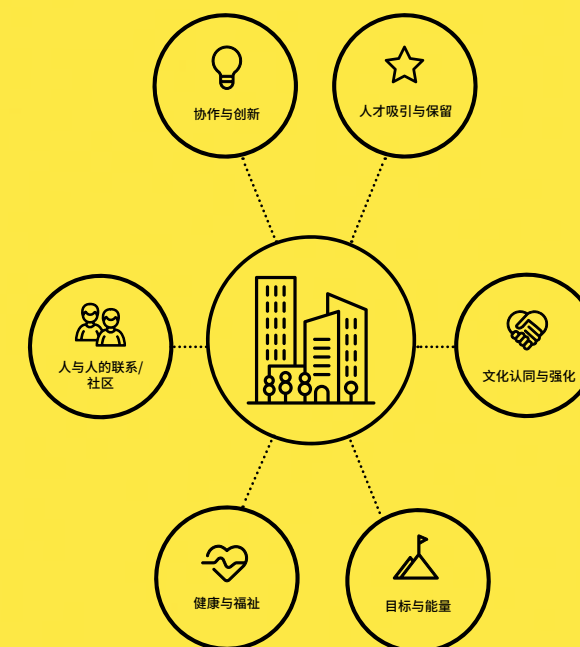 协作与创新
人才吸引与保留
人与人的联系/
社区
文化认同与强化
健康与福祉
目标与能量